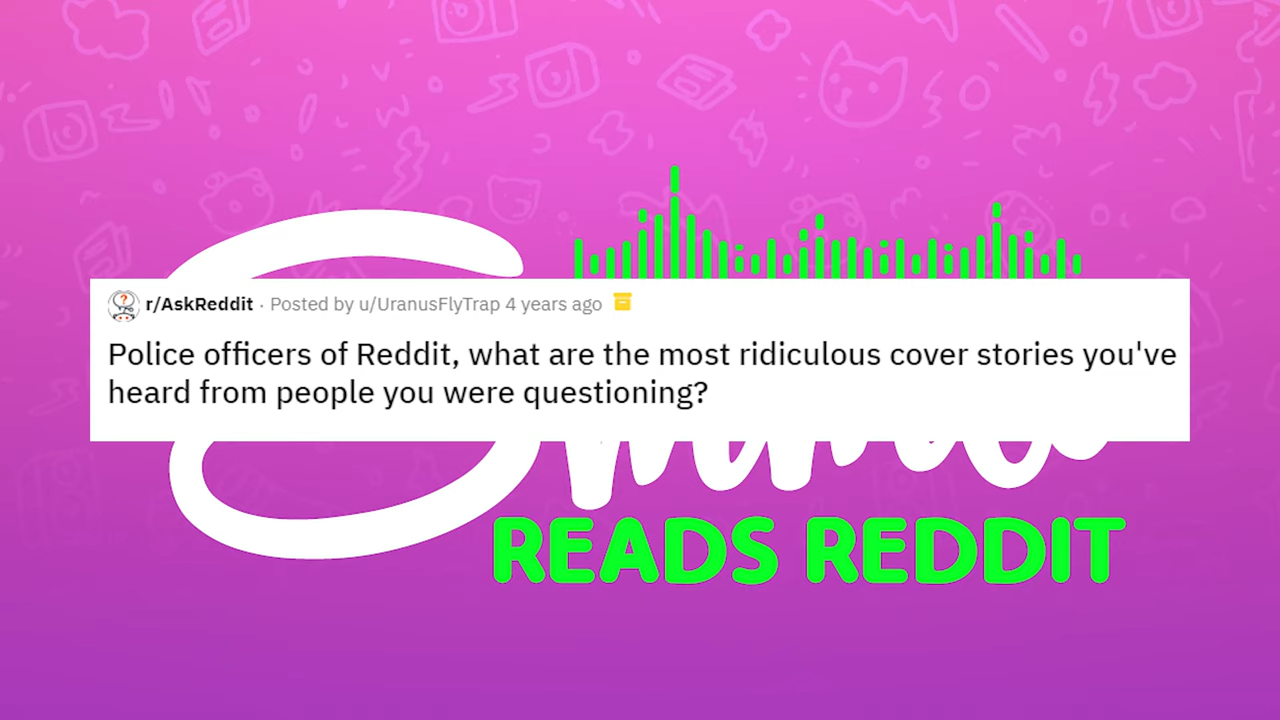 r/AskReddit · Posted by u/UranusFlyTrap 4 years ago
Police officers of Reddit, what are the most ridiculous cover stories you've
heard from people you were questioning?
READS REDDIT